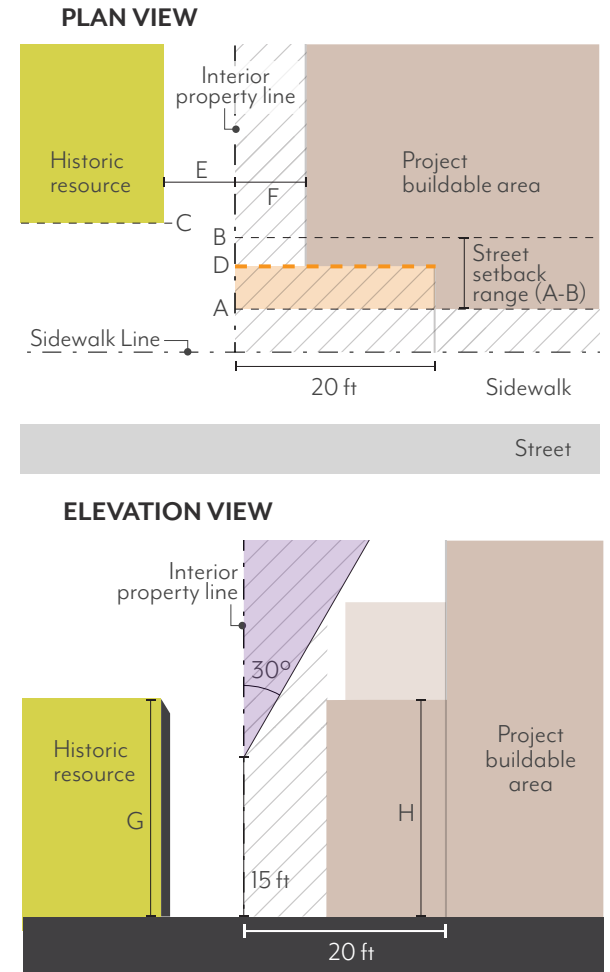 PLAN VIEW
Interior
property line
Historic
resource
E
F
Project
buildable area
C
B
D
A
Street
setback
range (A-B)
Sidewalk Line
20 ft
Sidewalk
Street
ELEVATION VIEW
Interior
property line
30º
Historic
resource
G
H
Project
buildable
area
15 ft
20 ft